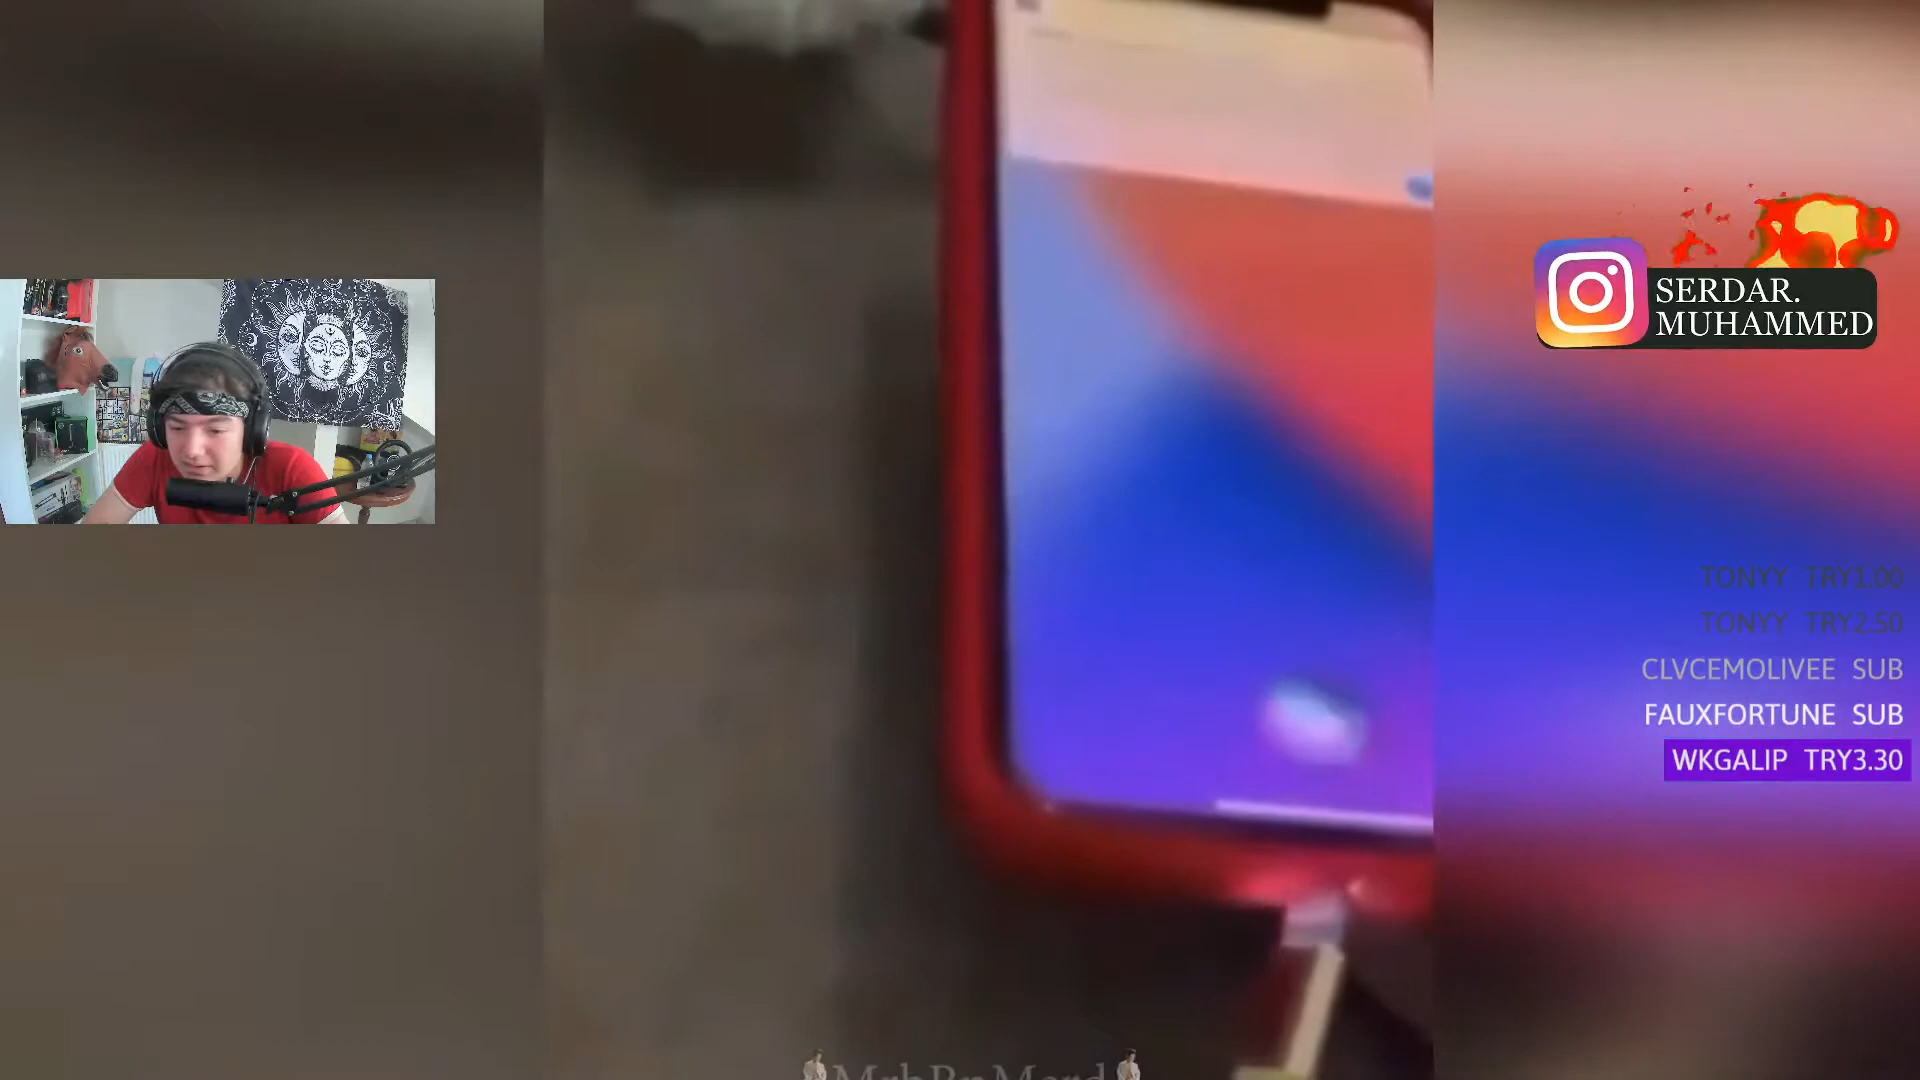 SERDAR.
MUHAMMED
TONYY TRY1.00
TONYY TRY2.50
CLVCEMOLIVEE SUB
FAUXFORTUNE SUB
WKGALIP TRY3.30